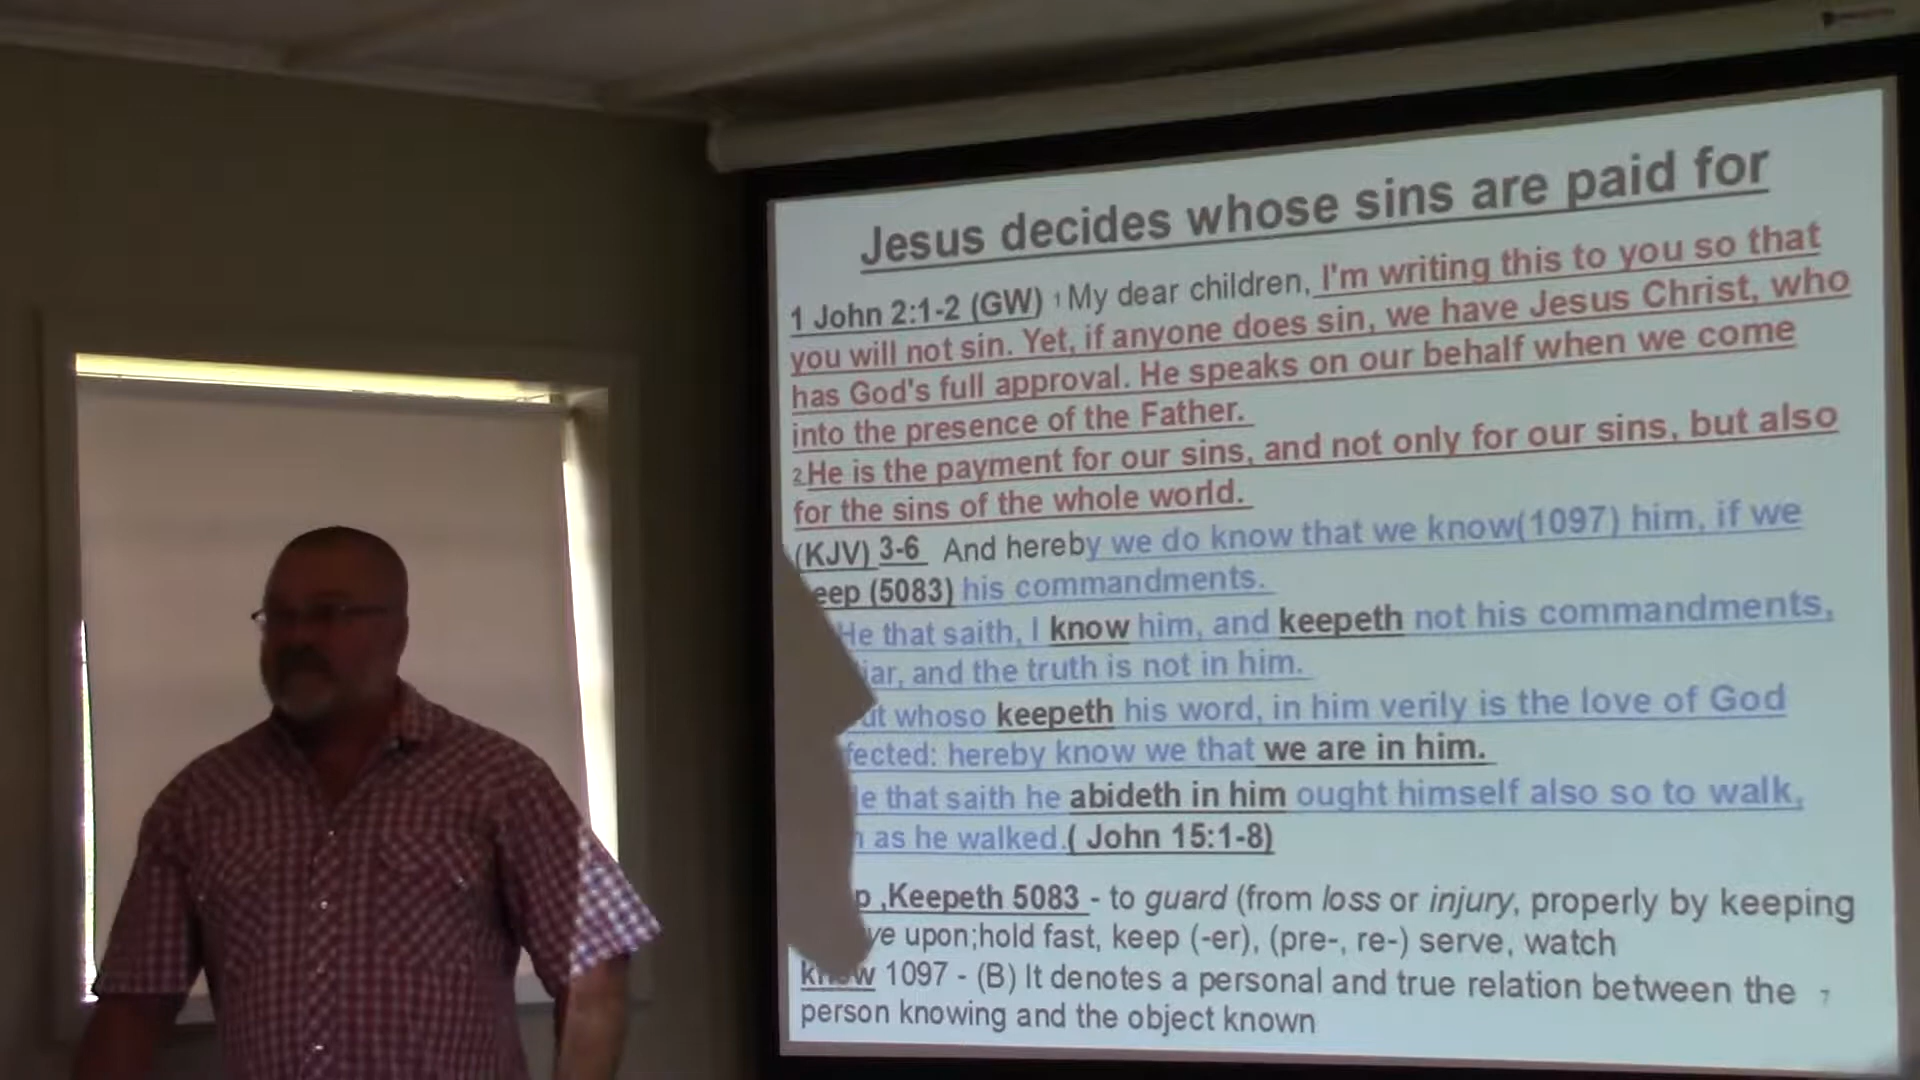 Jesus decides whose sins are paid for
1 John 2:1-2 (GW) 1 My dear children, I'm writing this to you so that
you will not sin. Yet, if anyone does sin, we have Jesus Christ, who
has God's full approval. He speaks on our behalf when we come
into the presence of the Father.
2 He is the payment for our sins, and not only for our sins, but also
for the sins of the whole world.
(KJV) 3-6 And hereby we do know that we know(1097) him, if we
eep (5083) his commandments.
He that saith, I know him, and keepeth not his commandments,
iar, and the truth is not in him.
ut whoso keepeth his word, in him verily is the love of God
fected: hereby know we that we are in him.
e that saith he abideth in him ought himself also so to walk,
as he walked.( John 15:1-8)
p ,Keepeth 5083 - to guard (from loss or injury, properly by keeping
ye upon;hold fast, keep (-er), (pre-, re-) serve, watch
know 1097 - (B) It denotes a personal and true relation between the
person knowing and the object known
7